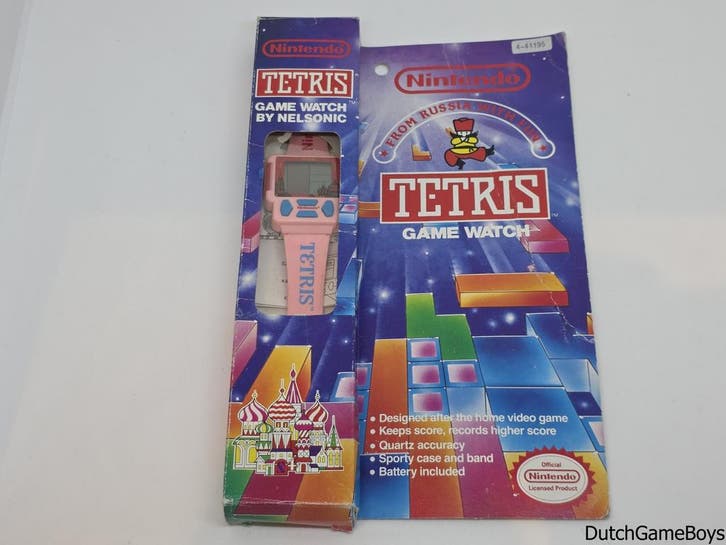 Nintendo
TETRIS
GAME WATCH
BY NELSONIC
TETRIS
4-41195
Nintendo
FROM RUSSIA WITH FUN
TETRIS
GAME WATCH
• Designed after the home video game
• Keeps score, records higher score
• Quartz accuracy
• Sporty case and band
• Battery included
Official
Nintendo
Licensed Product
DutchGameBoys